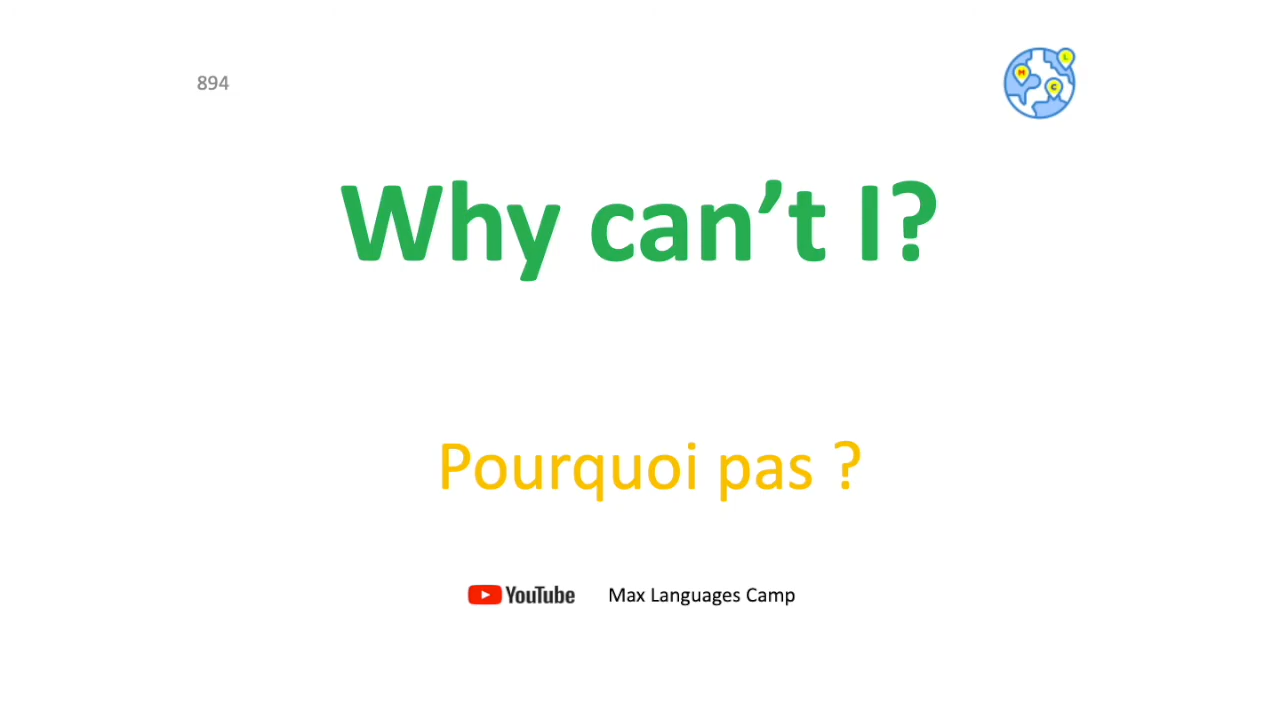 894
M
L
C
Why can’t I?
Pourquoi pas ?
YouTube Max Languages Camp